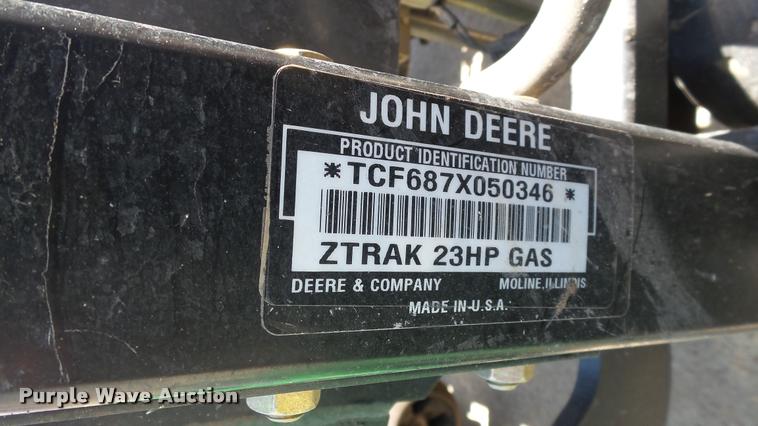 JOHN DEERE
PRODUCT IDENTIFICATION NUMBER
*TCF687X050346*
ZTRAK 23HP GAS
DEERE & COMPANY MOLINE, ILLINOIS
MADE IN U.S.A.
Purple Wave Auction